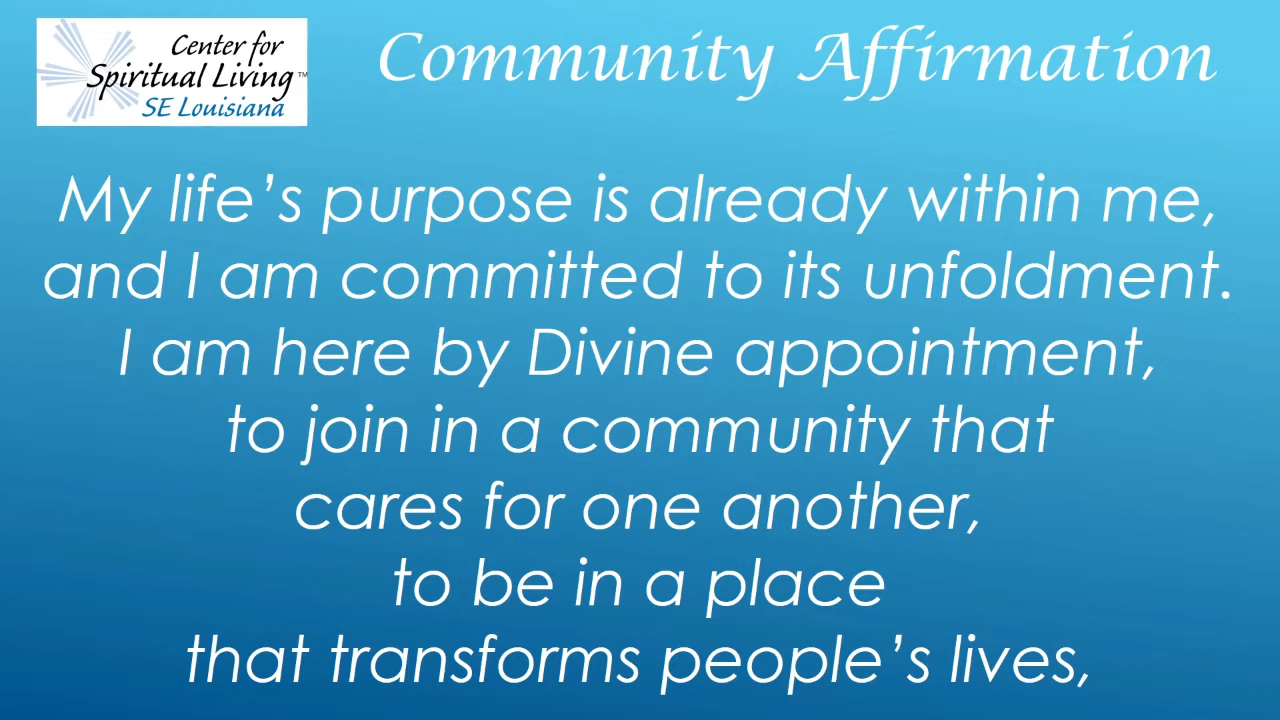 Center for
Spiritual Living™
SE Louisiana
Community Affirmation
My life’s purpose is already within me,
and I am committed to its unfoldment.
I am here by Divine appointment,
to join in a community that
cares for one another,
to be in a place
that transforms people’s lives,